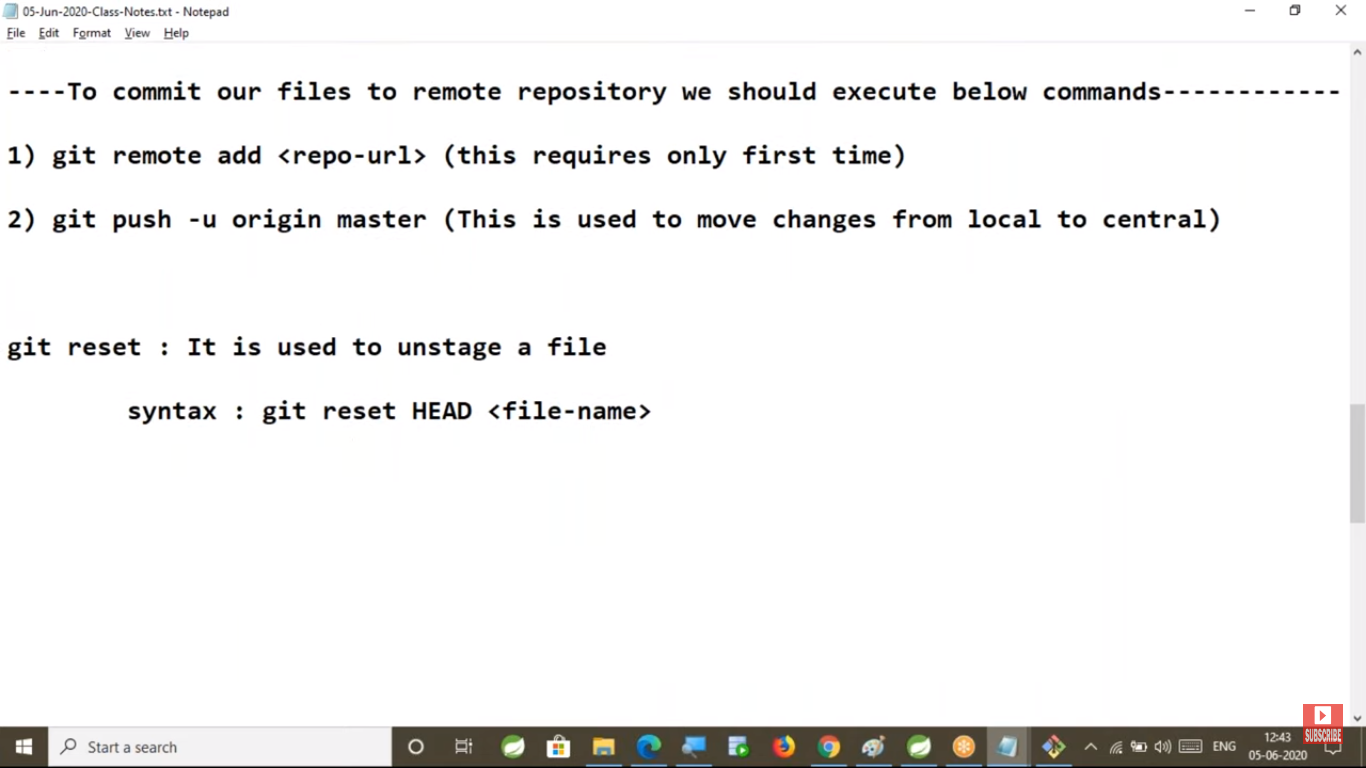 05-Jun-2020-Class-Notes.txt - Notepad
File Edit Format View Help
----To commit our files to remote repository we should execute below commands------------
1) git remote add <repo-url> (this requires only first time)
2) git push -u origin master (This is used to move changes from local to central)
git reset : It is used to unstage a file
syntax : git reset HEAD <file-name>
SUBSCRIBE
Start a search
ENG
12:43
05-06-2020